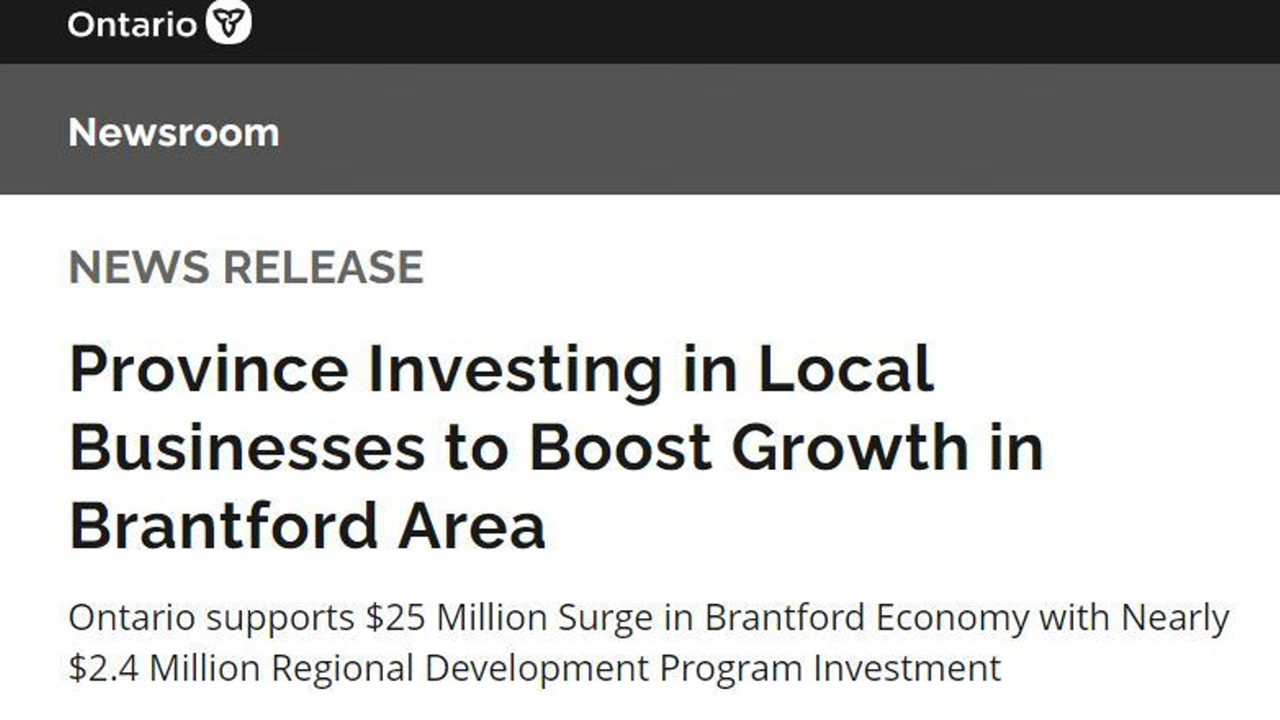 Ontario
Newsroom
NEWS RELEASE
Province Investing in Local
Businesses to Boost Growth in
Brantford Area
Ontario supports $25 Million Surge in Brantford Economy with Nearly
$2.4 Million Regional Development Program Investment